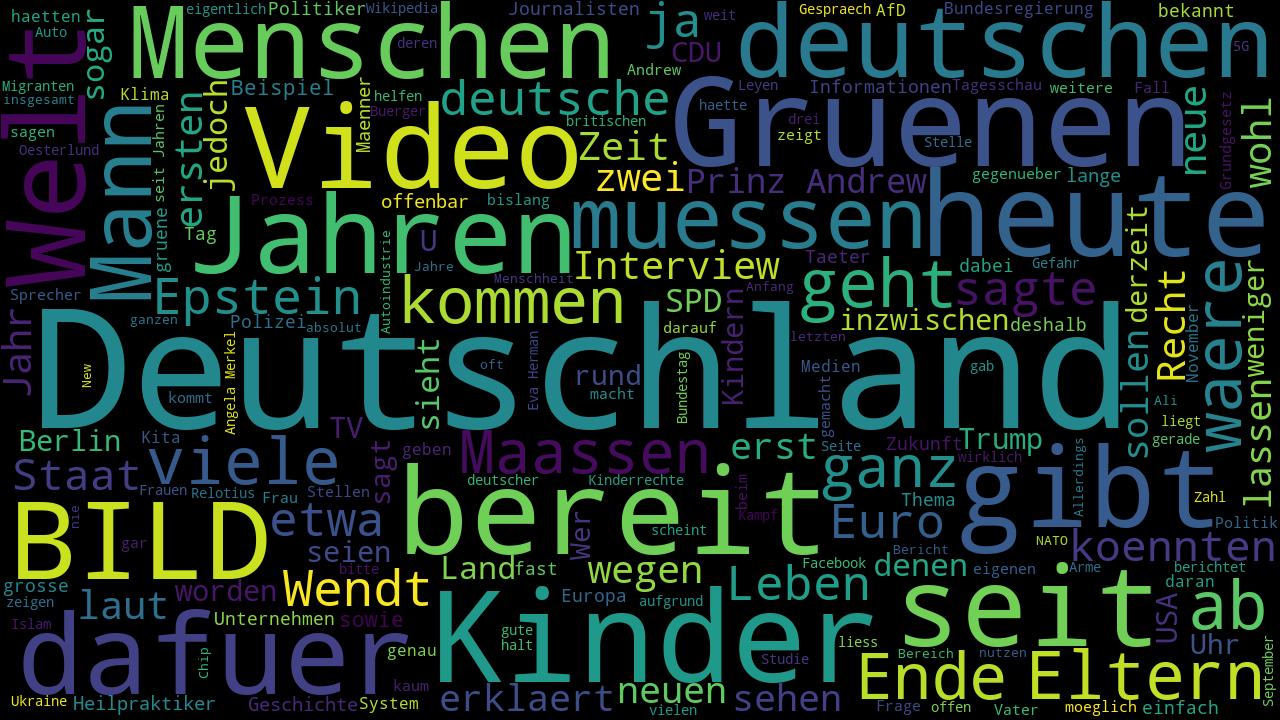 haetten
eigentlich
Politiker
Wikipedia
Journalisten
ja
weit
Gespraech
AfD
Bundesregierung
bekannt
Auto
sogar
Menschen
deren
CDU
deutschen
5G
Andrew
Migranten
insgesamt
Klima
Beispiel
helfen
Buerger
deutsche
britischen
Leyen
Informationen
Tagesschau
weitere
Fall
Welt
Mann
seit Jahren
jedoch
Maenner
Video
Zeit
Gruenen
haette
drei
zeigt
Stelle
neue
Grundgesetz
wohl
sagen
Oesterlund
ersten
zwei
Prinz Andrew
gegenueber
lange
Prozess
offenbar
bislang
gruene
Tag
Jahren
U
muessen
heute
Jahre
Autoindustrie
Menschheit
Interview
Taeter
Anfang
geht
dabei
Gefahr
derzeit
Sprecher
Epstein
kommen
SPD
sagte
Recht
November
waere
weniger
Jahr
ganzen
Polizei
absolut
darauf
Kindern
inzwischen
deshalb
letzten
Deutschland
New
Angela Merkel
kommt
sieht
oft
Eva Herman
rund
macht
Bundestag
Medien
gemacht
gab
sollen
Ali
liegt
gerade
lassen
Berlin
Kita
TV
geben
Maassen
erst
Seite
Zukunft
Trump
wirklich
Staat
viele
sagt
deutscher
Kinderrechte
ganz
Allerdings
gibt
Frauen
Relotius
Frau
Stellen
Thema
Zahl
BILD
nie
etwa
bereit
Wer
scheint
beim
Kampf
Euro
Politik
gar
seien
Bericht
NATO
koennten
grosse
zeigen
bitte
Land
fast
wegen
Facebook
denen
eigenen
Arme
berichtet
daran
laut
worden
Wendt
Europa
aufgrund
Leben
seit
USA
ab
Islam
dafuer
Unternehmen
sowie
Kinder
gute
halt
liess
Uhr
Chip
genau
Studie
Bereich
nutzen
September
kaum
Ende
Eltern
Ukraine
Heilpraktiker
Geschichte
System
erklaert
neuen
vielen
sehen
Frage
offen
Vater
moeglich
einfach